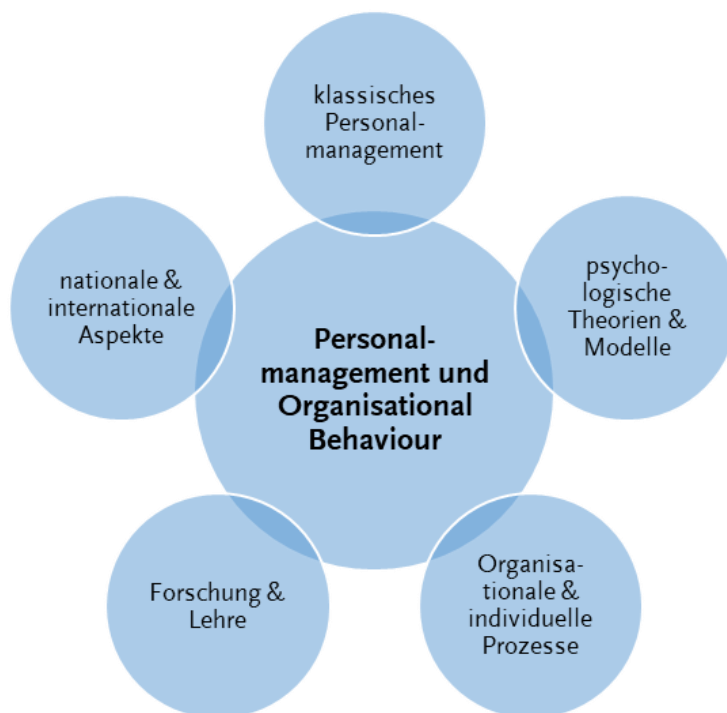 klassisches
Personal-
management
nationale &
internationale
Aspekte
psycho-
logische
Theorien &
Modelle
Personal-
management und
Organisational
Behaviour
Forschung &
Lehre
Organisa-
tionale &
individuelle
Prozesse